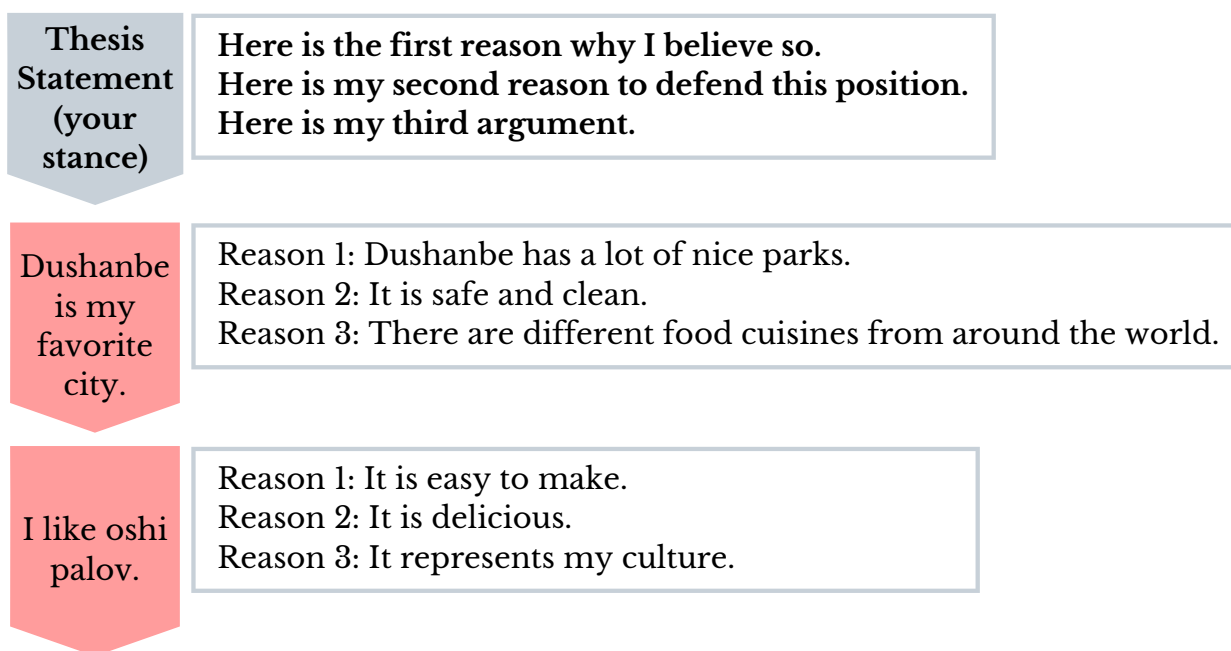 Thesis
Statement
(your
stance)
Here is the first reason why I believe so.
Here is my second reason to defend this position.
Here is my third argument.
Dushanbe
is my
favorite
city.
Reason 1: Dushanbe has a lot of nice parks.
Reason 2: It is safe and clean.
Reason 3: There are different food cuisines from around the world.
I like oshi
palov.
Reason 1: It is easy to make.
Reason 2: It is delicious.
Reason 3: It represents my culture.